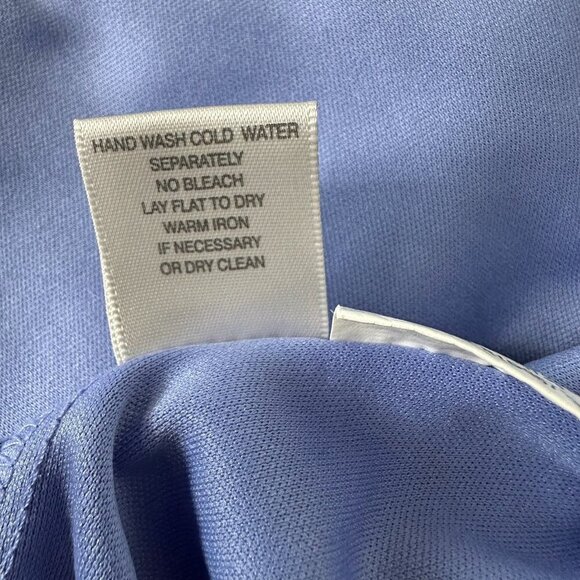 HAND WASH COLD WATER
SEPARATELY
NO BLEACH
LAY FLAT TO DRY
WARM IRON
IF NECESSARY
OR DRY CLEAN